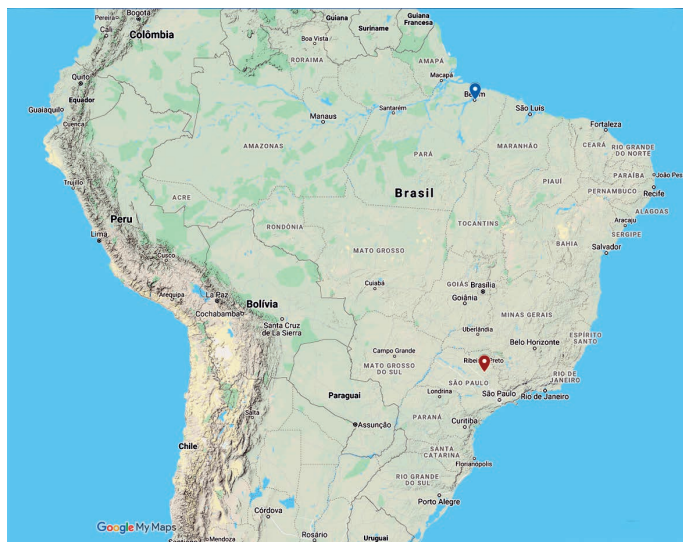 Bogotá
Pereira
Cali
Colômbia
Guiana
Suriname
Guiana
Francesa
Boa Vista
RORAIMA
AMAPÁ
Macapá
Quito
Equador
Guaiaquil
Cuenca
Manaus
Santarém
São Luís
Fortaleza
AMAZONAS
PARÁ
MARANHÃO
CEARÁ
RIO GRANDE
DO NORTE
PIAUÍ
PARAÍBA
João Pes
PERNAMBUCO
Recife
Trujillo
ACRE
Brasil
ALAGOAS
Peru
RONDÔNIA
TOCANTINS
Aracaju
SERGIPE
Lima
Cusco
MATO GROSSO
BAHIA
Salvador
Arequipa
La Paz
Bolívia
Cuiabá
GOIÁS
Brasília
Goiânia
Cochabamba
Santa Cruz
de La Sierra
MINAS GERAIS
Uberlândia
ESPÍRITO
SANTO
Belo Horizonte
Campo Grande
MATO GROSSO
DO SUL
Preto
SÃO PAULO
RIO DE
JANEIRO
Londrina
São Paulo
Rio de Janeiro
Paraguai
Salta
Assunção
PARANÁ
Curitiba
Chile
SANTA
CATARINA
Florianópolis
RIO GRANDE
DO SUL
Porto Alegre
Córdova
Google My Maps
Mendoza
Rosário
Uruguai